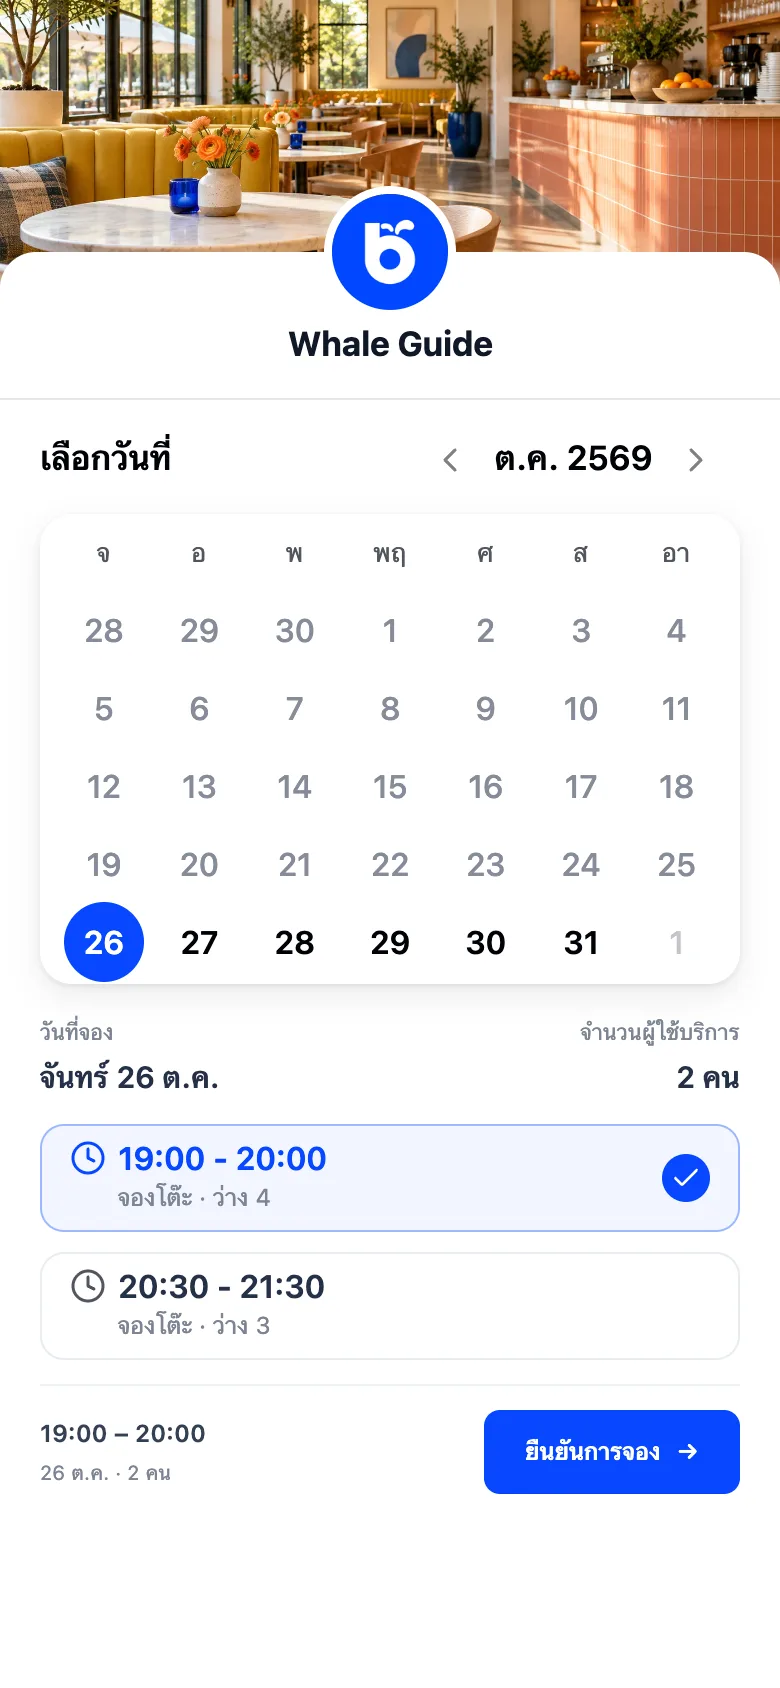 Whale Guide
เลือกวันที่
ต.ค. 2569
จ อ พ พฤ ศ ส อา
28 29 30 1 2 3 4
5 6 7 8 9 10 11
12 13 14 15 16 17 18
19 20 21 22 23 24 25
26 27 28 29 30 31 1
วันที่จอง
จำนวนผู้ใช้บริการ
จันทร์ 26 ต.ค.
2 คน
19:00 - 20:00
จองโต๊ะ · ว่าง 4
20:30 - 21:30
จองโต๊ะ · ว่าง 3
19:00 – 20:00
26 ต.ค. · 2 คน
ยืนยันการจอง →